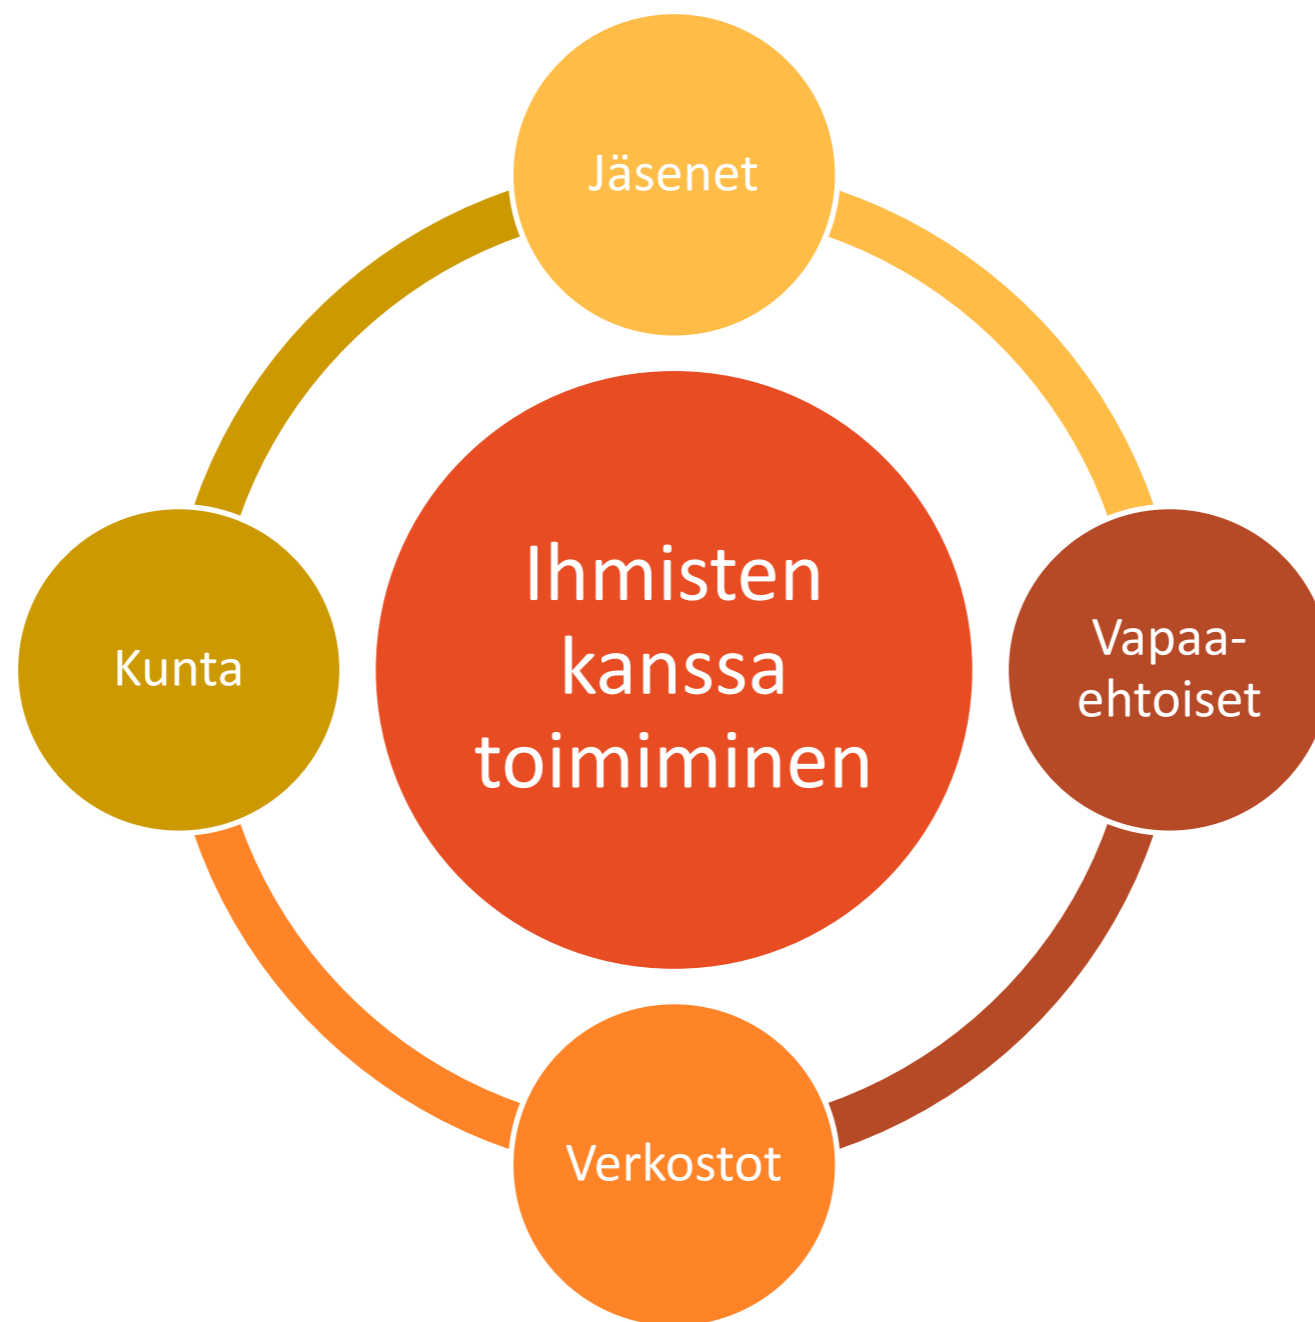 Jäsenet
Ihmisten
kanssa
toimiminen
Kunta
Vapaa-
ehtoiset
Verkostot